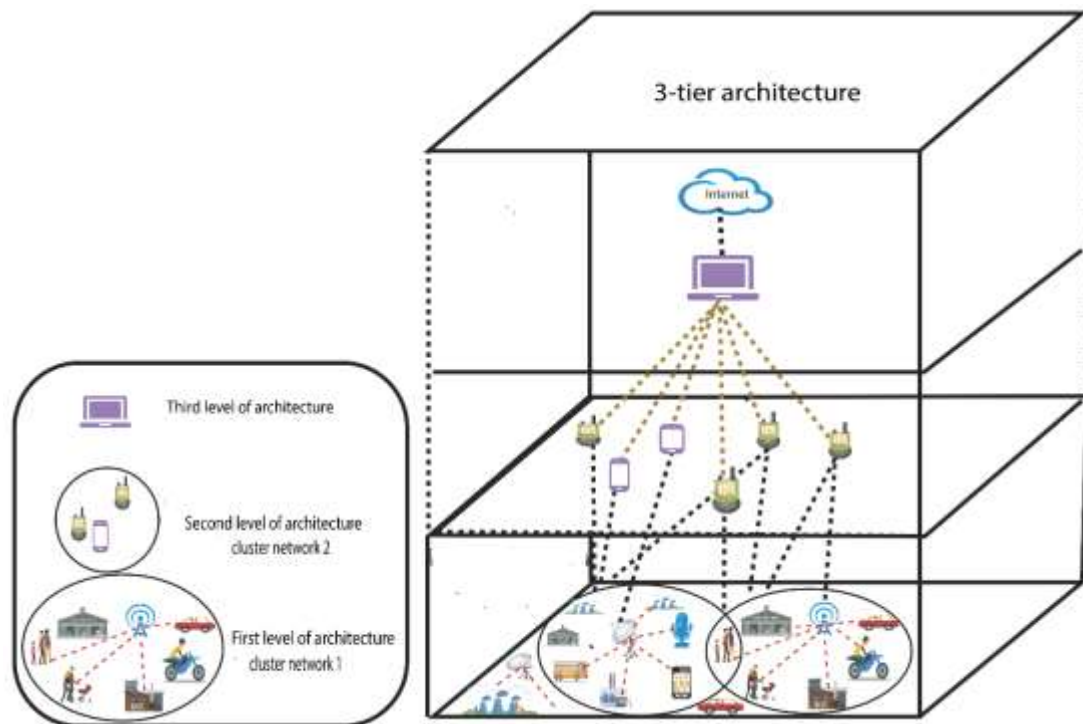 3-tier architecture
Internet
Third level of architecture
Second level of architecture
cluster network 2
First level of architecture
cluster network 1